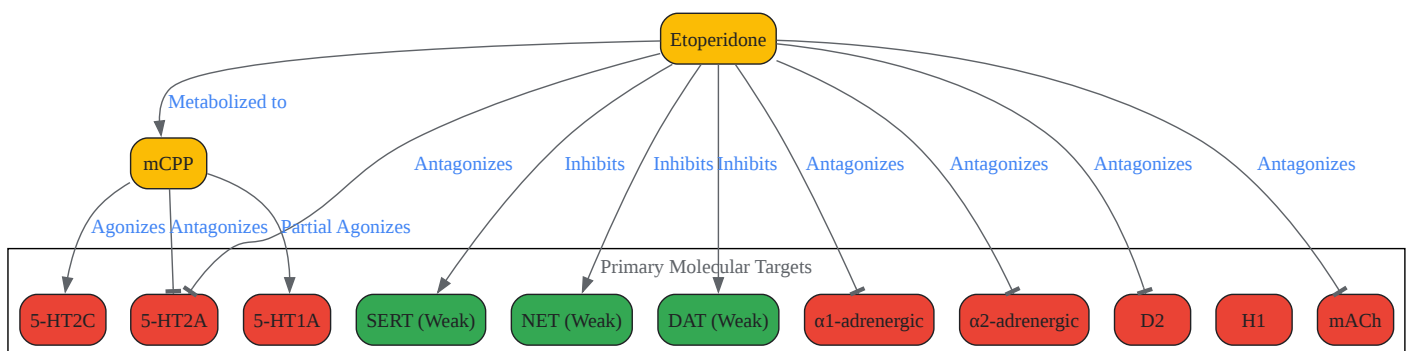 Etoperidone
Metabolized to
mCPP
Antagonizes
Inhibits
Inhibits
Inhibits
Antagonizes
Antagonizes
Antagonizes
Antagonizes
Agonizes
Antagonizes
Partial Agonizes
Primary Molecular Targets
5-HT2C
5-HT2A
5-HT1A
SERT (Weak)
NET (Weak)
DAT (Weak)
α1-adrenergic
α2-adrenergic
D2
H1
mACh